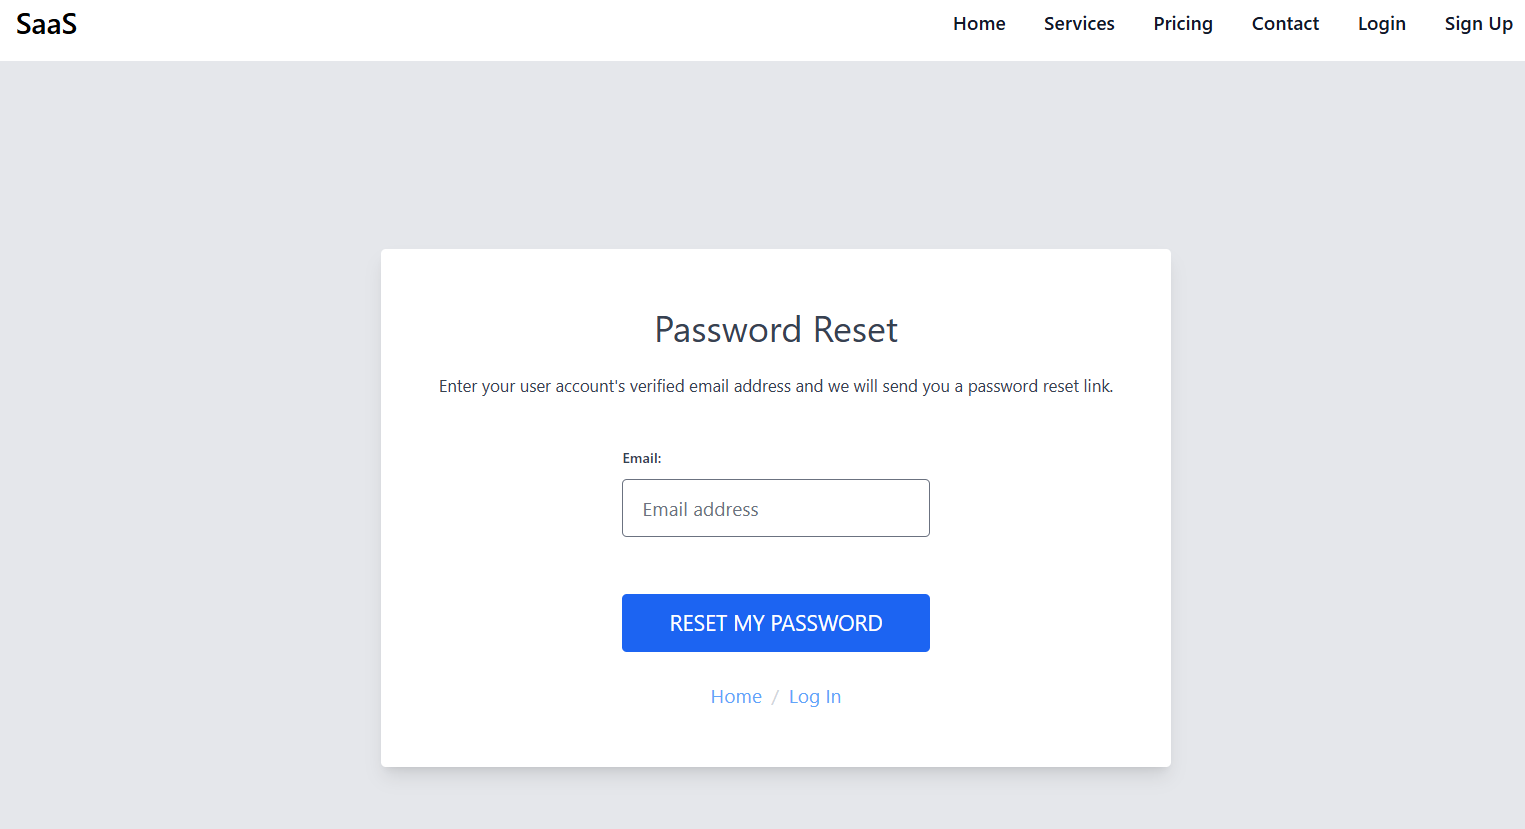 SaaS
Home Services Pricing Contact Login Sign Up
Password Reset
Enter your user account's verified email address and we will send you a password reset link.
Email:
Email address
RESET MY PASSWORD
Home / Log In